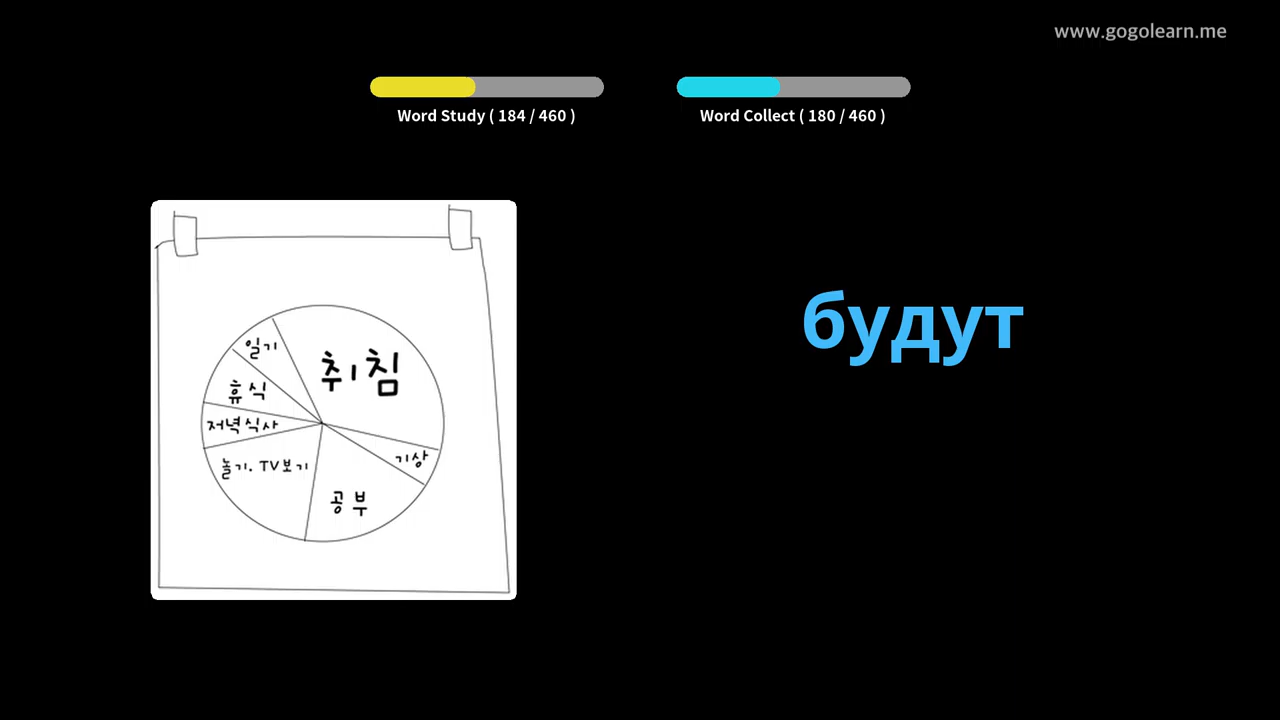 www.gogolearn.me
Word Study ( 184 / 460 )
Word Collect ( 180 / 460 )
будут
일기
취침
휴식
저녁식사
놀기. TV보기
기상
공부